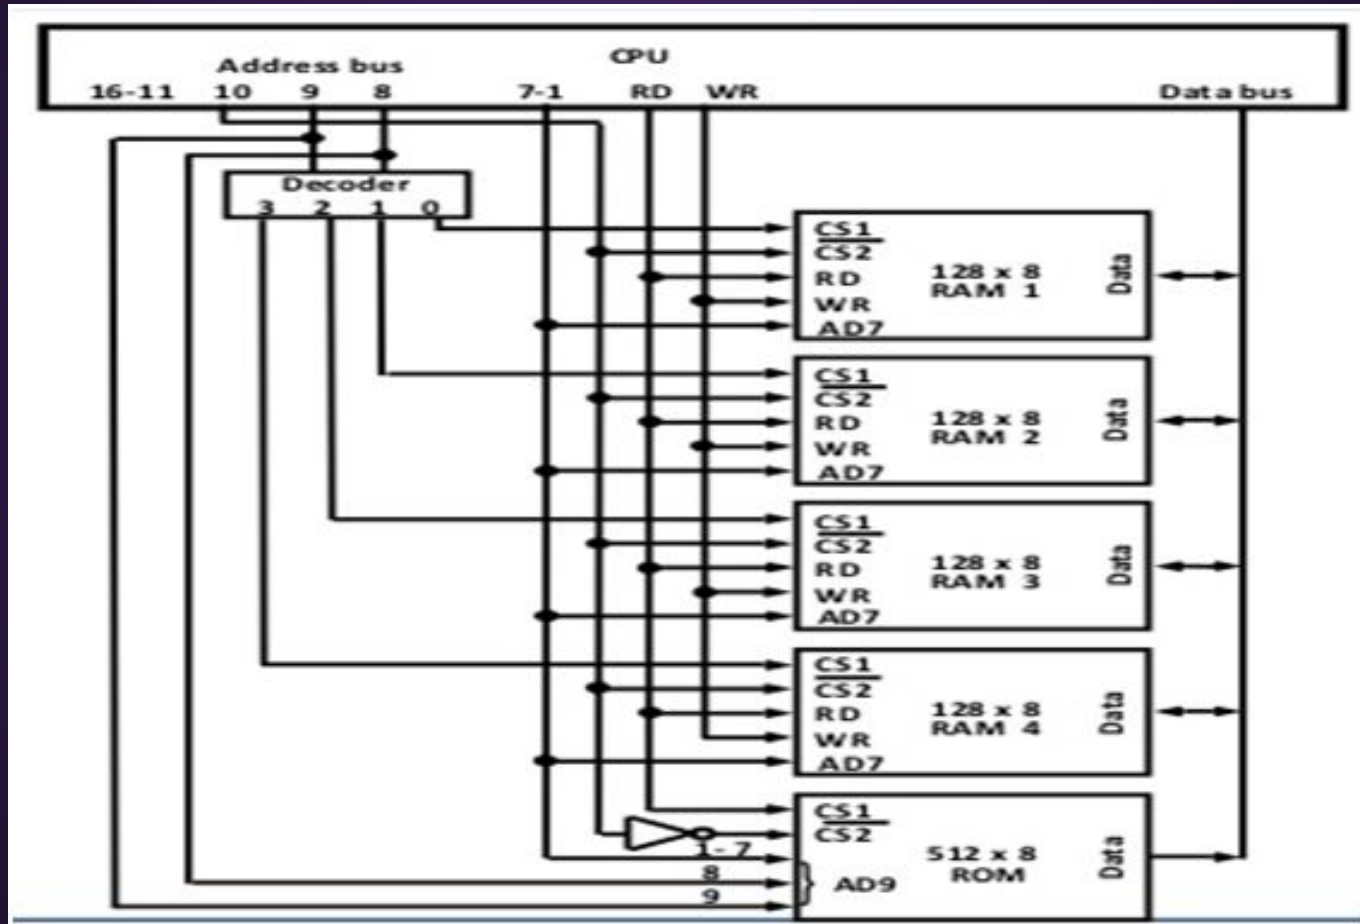 CPU
Address bus
16-11 10 9 8 7-1 RD WR Data bus
Decoder
3 2 1 0
CS1
CS2
RD
WR
AD7
128 x 8
RAM 1
Data
CS1
CS2
RD
WR
AD7
128 x 8
RAM 2
Data
CS1
CS2
RD
WR
AD7
128 x 8
RAM 3
Data
CS1
CS2
RD
WR
AD7
128 x 8
RAM 4
Data
CS1
CS2
1-7
8
9
AD9
512 x 8
ROM
Data